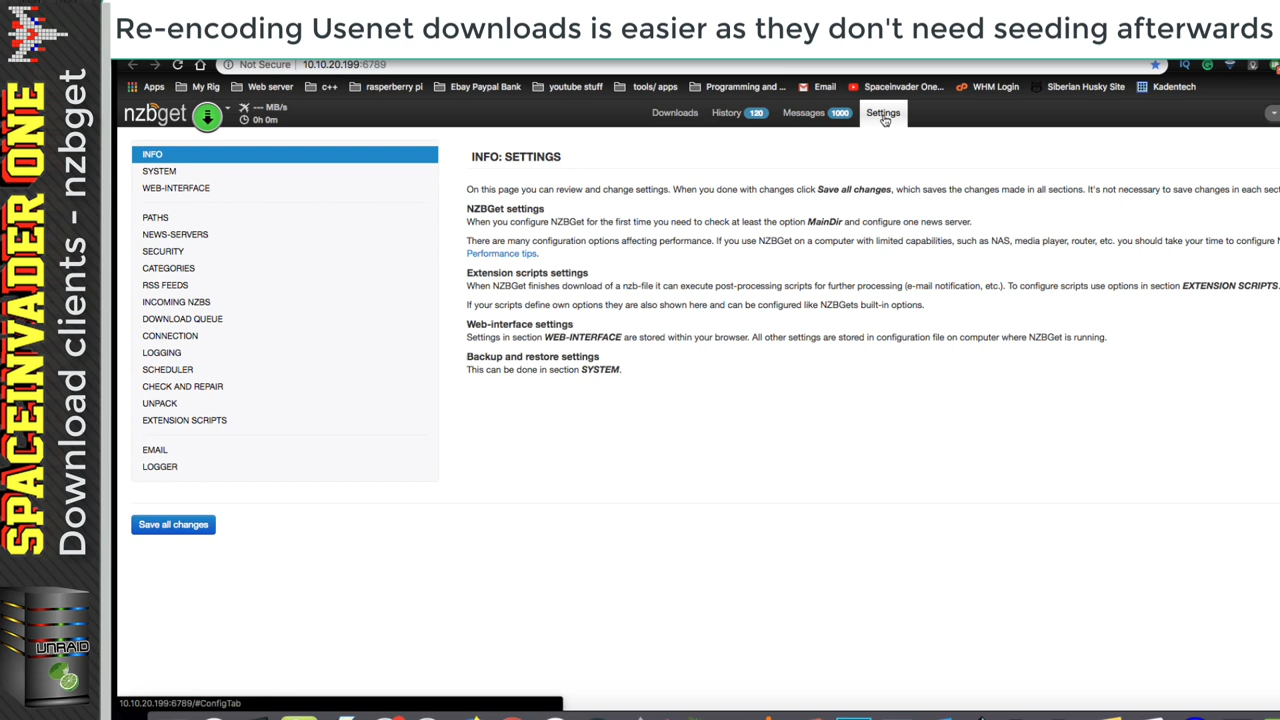 Re-encoding Usenet downloads is easier as they don't need seeding afterwards
SPACEINVADER ONE
Download clients - nzbget
UNRAID
Not Secure 10.10.20.199:6789
Apps My Rig Web server c++ rasperberry pi Ebay Paypal Bank youtube stuff tools/ apps Programming and ... Email Spaceinvader One... WHM Login Siberian Husky Site Kadentech
nzbget --- MB/s
0h 0m
Downloads History 120 Messages 1000 Settings
INFO
SYSTEM
WEB-INTERFACE
PATHS
NEWS-SERVERS
SECURITY
CATEGORIES
RSS FEEDS
INCOMING NZBS
DOWNLOAD QUEUE
CONNECTION
LOGGING
SCHEDULER
CHECK AND REPAIR
UNPACK
EXTENSION SCRIPTS
EMAIL
LOGGER
Save all changes
INFO: SETTINGS
On this page you can review and change settings. When you done with changes click Save all changes, which saves the changes made in all sections. It's not necessary to save changes in each sect
NZBGet settings
When you configure NZBGet for the first time you need to check at least the option MainDir and configure one news server.
There are many configuration options affecting performance. If you use NZBGet on a computer with limited capabilities, such as NAS, media player, router, etc. you should take your time to configure N
Performance tips.
Extension scripts settings
When NZBGet finishes download of a nzb-file it can execute post-processing scripts for further processing (e-mail notification, etc.). To configure scripts use options in section EXTENSION SCRIPTS.
If your scripts define own options they are also shown here and can be configured like NZBGets built-in options.
Web-interface settings
Settings in section WEB-INTERFACE are stored within your browser. All other settings are stored in configuration file on computer where NZBGet is running.
Backup and restore settings
This can be done in section SYSTEM.
10.10.20.199:6789/#ConfigTab